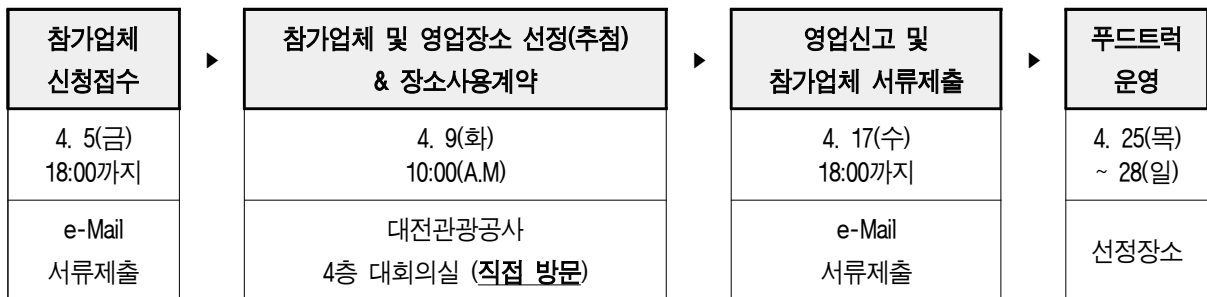 참가업체
신청접수
▶
참가업체 및 영업장소 선정(추첨)
& 장소사용계약
▶
영업신고 및
참가업체 서류제출
▶
푸드트럭
운영
4. 5(금)
18:00까지
4. 9(화)
10:00(A.M)
4. 17(수)
18:00까지
4. 25(목)
~ 28(일)
e-Mail
서류제출
대전관광공사
4층 대회의실 (직접 방문)
e-Mail
서류제출
선정장소